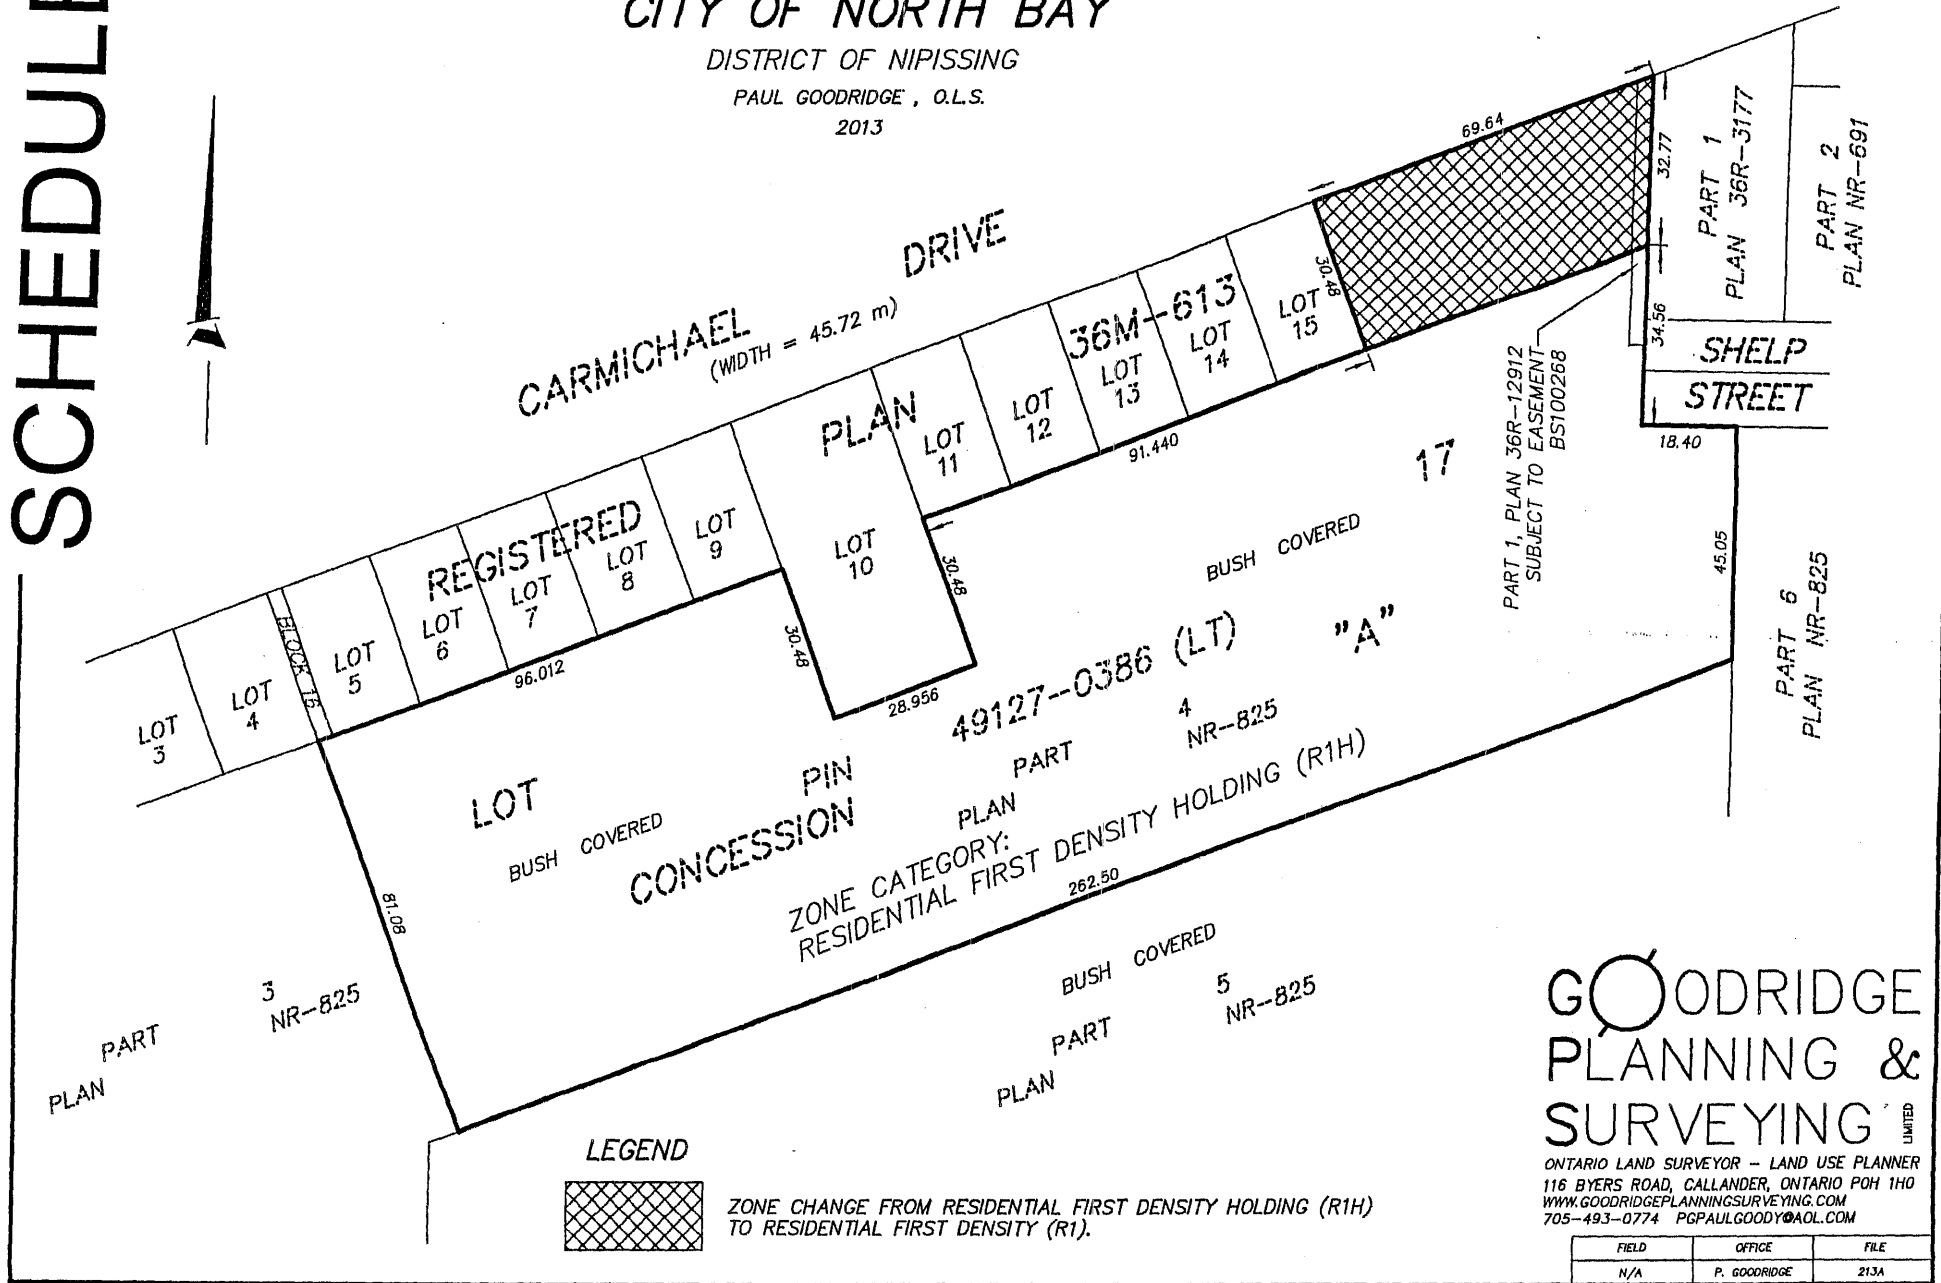 SCHEDULE
CITY OF NORTH BAY
DISTRICT OF NIPISSING
PAUL GOODRIDGE , O.L.S.
2013
CARMICHAEL DRIVE
(WIDTH = 45.72 m)
REGISTERED PLAN 36M-613
LOT
3
LOT
4
BLOCK 16
LOT
5
LOT
6
LOT
7
LOT
8
LOT
9
LOT
10
LOT
11
LOT
12
LOT
13
LOT
14
LOT
15
69.64
32.77
30.48
34.56
91.440
30.48
28.956
30.48
96.012
81.08
262.50
45.05
18.40
PART 1
PLAN 36R-3177
PART 2
PLAN NR-691
SHELP
STREET
PART 1, PLAN 36R-12912
SUBJECT TO EASEMENT
BS100268
PART 6
PLAN NR-825
LOT 17
BUSH COVERED
BUSH COVERED
PIN 49127-0386 (LT)
CONCESSION "A"
PART 4
PLAN NR-825
ZONE CATEGORY:
RESIDENTIAL FIRST DENSITY HOLDING (R1H)
BUSH COVERED
PART 5
PLAN NR-825
PART 3
PLAN NR-825
LEGEND
ZONE CHANGE FROM RESIDENTIAL FIRST DENSITY HOLDING (R1H)
TO RESIDENTIAL FIRST DENSITY (R1).
GOODRIDGE
PLANNING &
SURVEYING LIMITED
ONTARIO LAND SURVEYOR - LAND USE PLANNER
116 BYERS ROAD, CALLANDER, ONTARIO P0H 1H0
WWW.GOODRIDGEPLANNINGSURVEYING.COM
705-493-0774 PGPAULGOODY@AOL.COM
FIELD OFFICE FILE
N/A P. GOODRIDGE 213A